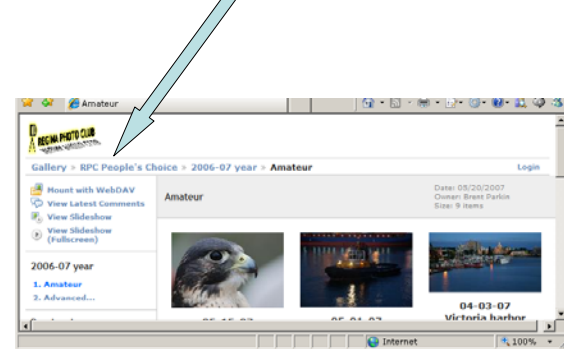 Amateur
REGINA PHOTO CLUB
Gallery » RPC People's Choice » 2006-07 year » Amateur
Login
Mount with WebDAV
View Latest Comments
View Slideshow
View Slideshow
(Fullscreen)
2006-07 year
1. Amateur
2. Advanced...
Amateur
Date: 05/20/2007
Owner: Brent Parkin
Size: 9 items
04-03-07
Victoria harbor
Internet
100%